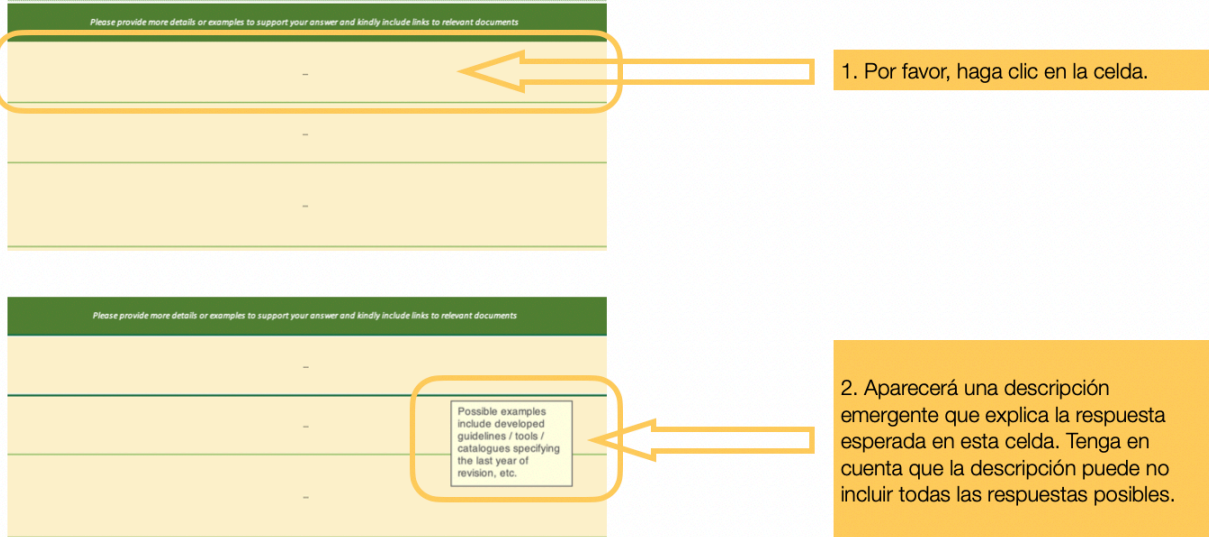 Please provide more details or examples to support your answer and kindly include links to relevant documents
–
1. Por favor, haga clic en la celda.
–
–
Please provide more details or examples to support your answer and kindly include links to relevant documents
–
–
Possible examples
include developed
guidelines / tools /
catalogues specifying
the last year of
revision, etc.
–
2. Aparecerá una descripción
emergente que explica la respuesta
esperada en esta celda. Tenga en
cuenta que la descripción puede no
incluir todas las respuestas posibles.